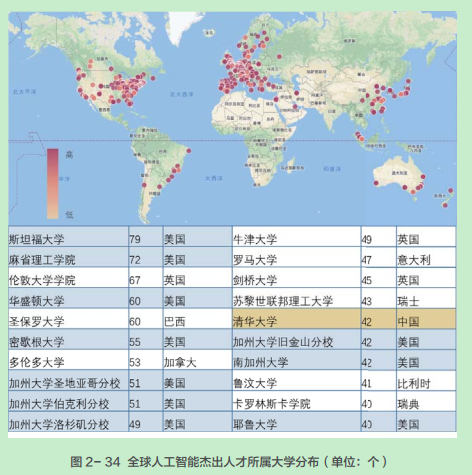 高
低
斯坦福大学 79 美国 牛津大学 49 英国
麻省理工学院 72 美国 罗马大学 47 意大利
伦敦大学学院 67 英国 剑桥大学 45 英国
华盛顿大学 60 美国 苏黎世联邦理工大学 43 瑞士
圣保罗大学 60 巴西 清华大学 42 中国
密歇根大学 55 美国 加州大学旧金山分校 42 美国
多伦多大学 53 加拿大 南加州大学 42 美国
加州大学圣地亚哥分校 51 美国 鲁汶大学 41 比利时
加州大学伯克利分校 51 美国 卡罗林斯卡学院 40 瑞典
加州大学洛杉矶分校 49 美国 耶鲁大学 40 美国
图 2- 34 全球人工智能杰出人才所属大学分布（单位：个）